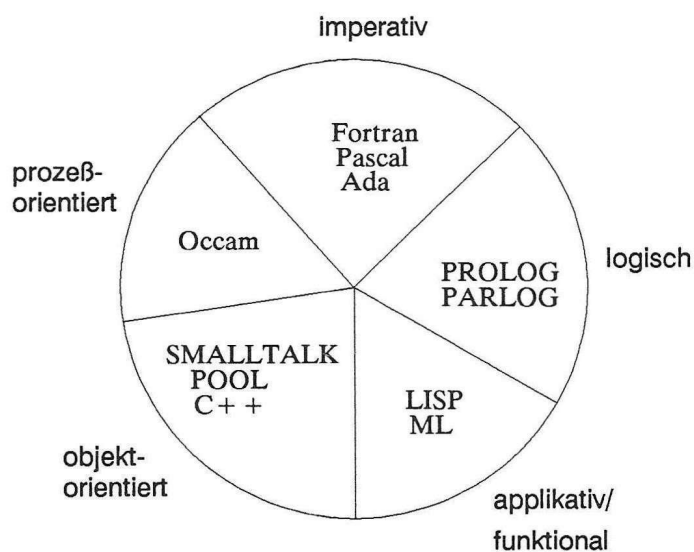 imperativ
Fortran
Pascal
Ada
prozeß-
orientiert
Occam
logisch
PROLOG
PARLOG
SMALLTALK
POOL
C + +
LISP
ML
objekt-
orientiert
applikativ/
funktional